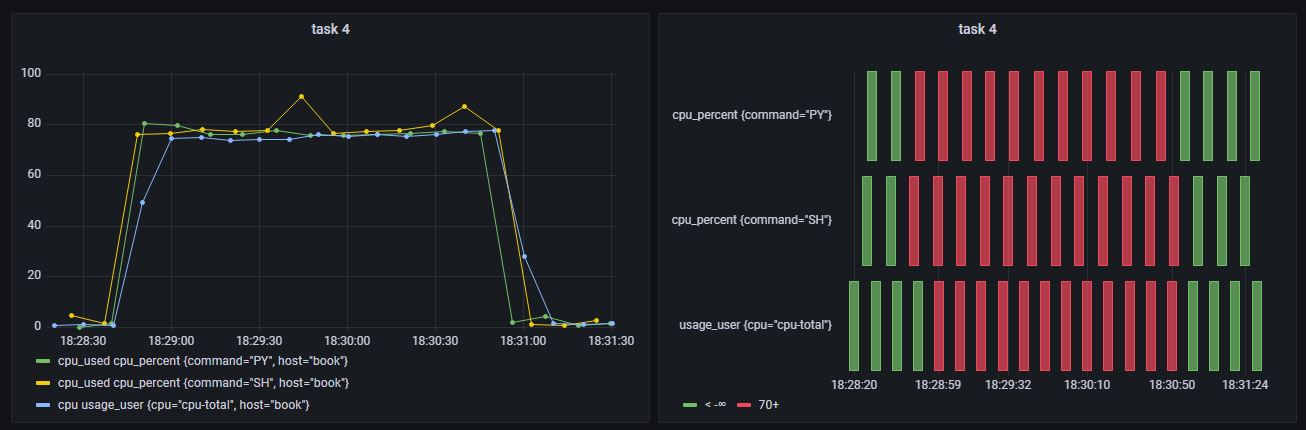 task 4
100
80
60
40
20
0
18:28:30 18:29:00 18:29:30 18:30:00 18:30:30 18:31:00 18:31:30
cpu_used cpu_percent {command="PY", host="book"}
cpu_used cpu_percent {command="SH", host="book"}
cpu usage_user {cpu="cpu-total", host="book"}
task 4
cpu_percent {command="PY"}
cpu_percent {command="SH"}
usage_user {cpu="cpu-total"}
18:28:20 18:28:59 18:29:32 18:30:10 18:30:50 18:31:24
< -∞ 70+